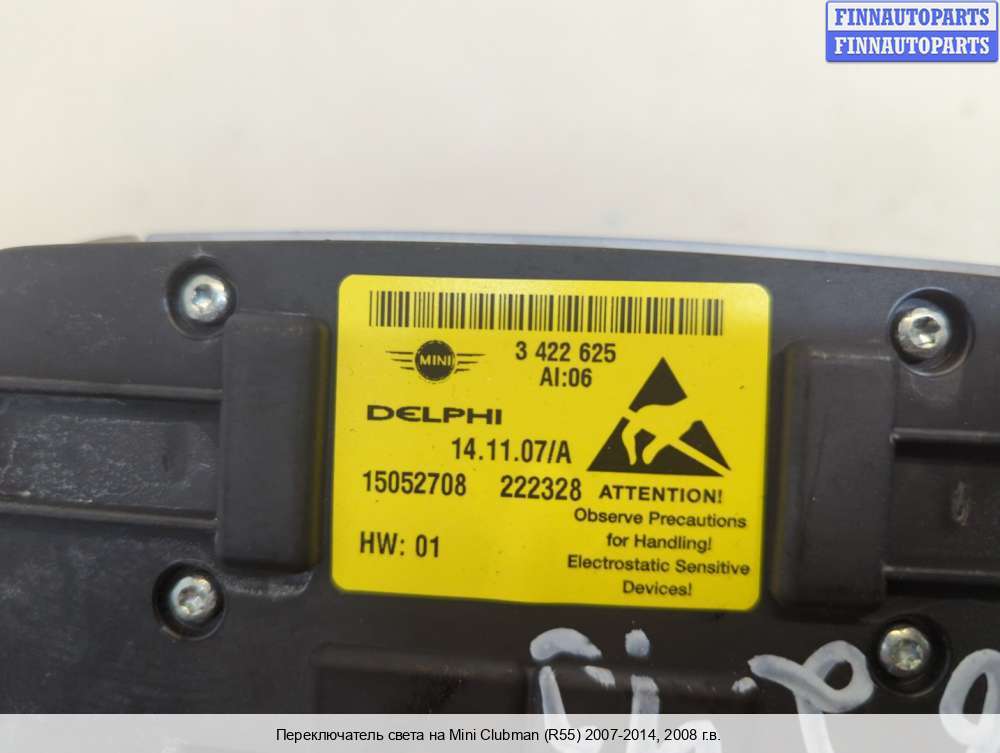 FINNAUTOPARTS
FINNAUTOPARTS
MINI
3 422 625
AI:06
DELPHI
14.11.07/A
15052708 222328
HW: 01
ATTENTION!
Observe Precautions
for Handling!
Electrostatic Sensitive
Devices!
Переключатель света на Mini Clubman (R55) 2007-2014, 2008 г.в.